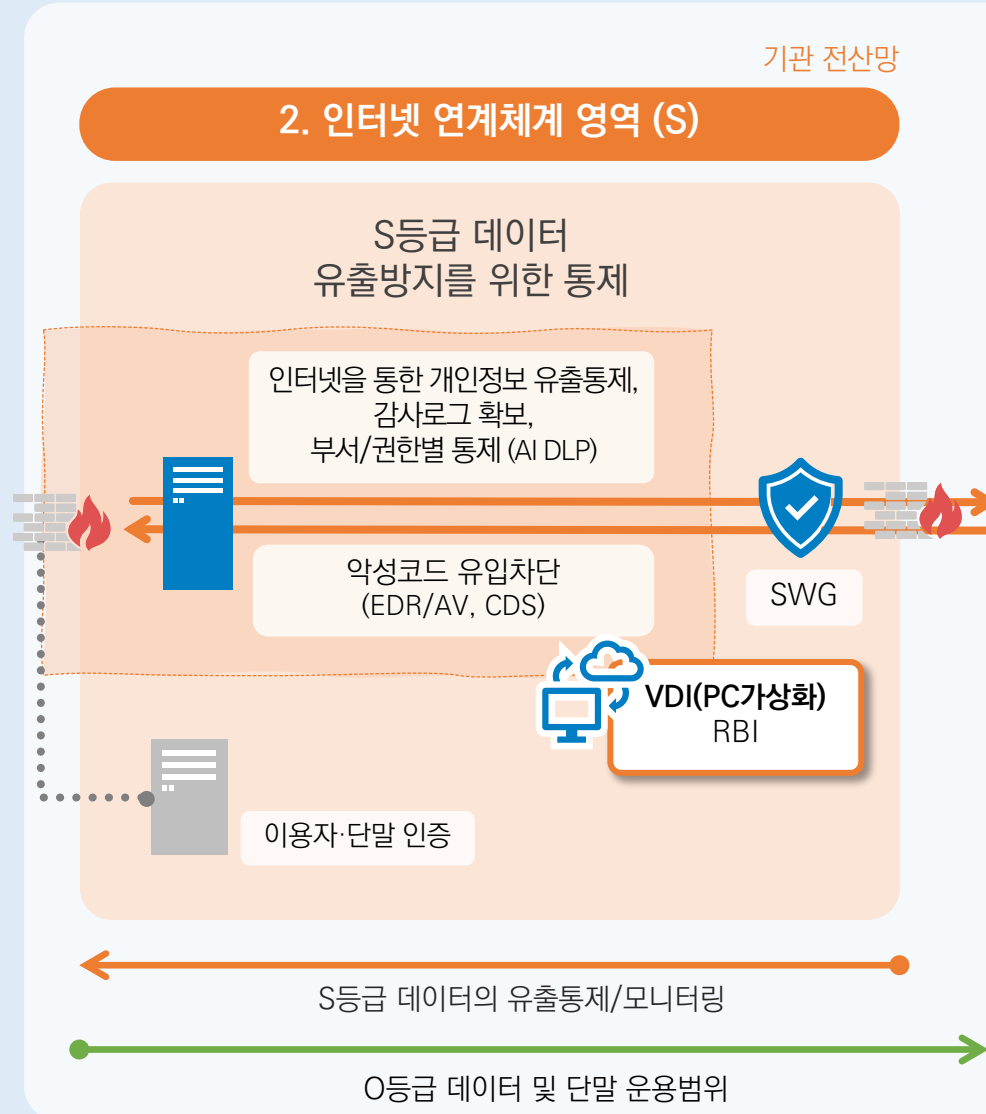 기관 전산망
2. 인터넷 연계체계 영역 (S)
S등급 데이터
유출방지를 위한 통제
인터넷을 통한 개인정보 유출통제,
감사로그 확보,
부서/권한별 통제 (AI DLP)
악성코드 유입차단
(EDR/AV, CDS)
SWG
VDI(PC가상화)
RBI
이용자·단말 인증
S등급 데이터의 유출통제/모니터링
O등급 데이터 및 단말 운용범위